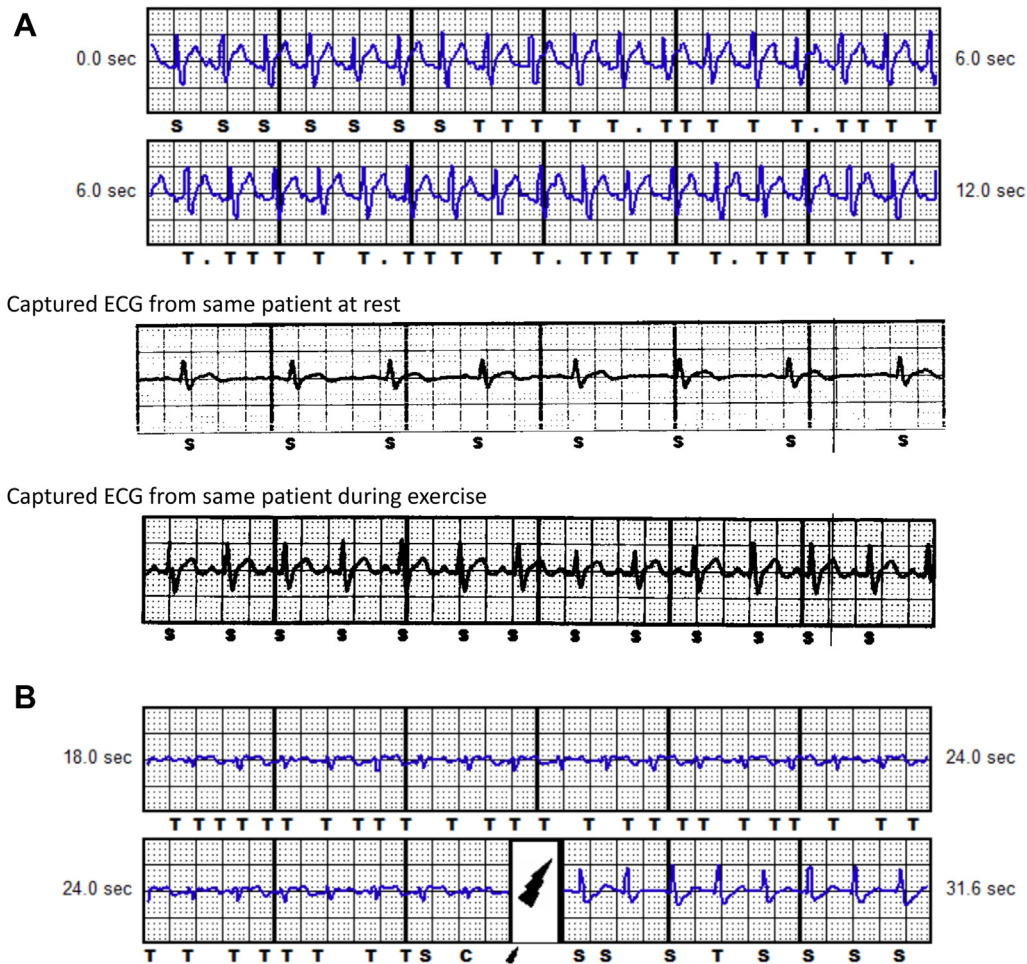 A
0.0 sec 6.0 sec
S S S S S S S T T T T T . T T T T T . T T T T
6.0 sec 12.0 sec
T . T T T T T . T T T T T . T T T T T . T T T T T .
Captured ECG from same patient at rest
S S S S S S S S
Captured ECG from same patient during exercise
S S S S S S S S S S S S S
B
18.0 sec 24.0 sec
T T T T T T T T T T T T T T T T T T T T T T T T
24.0 sec 31.6 sec
T T T T T T T T S C S S S T S S S